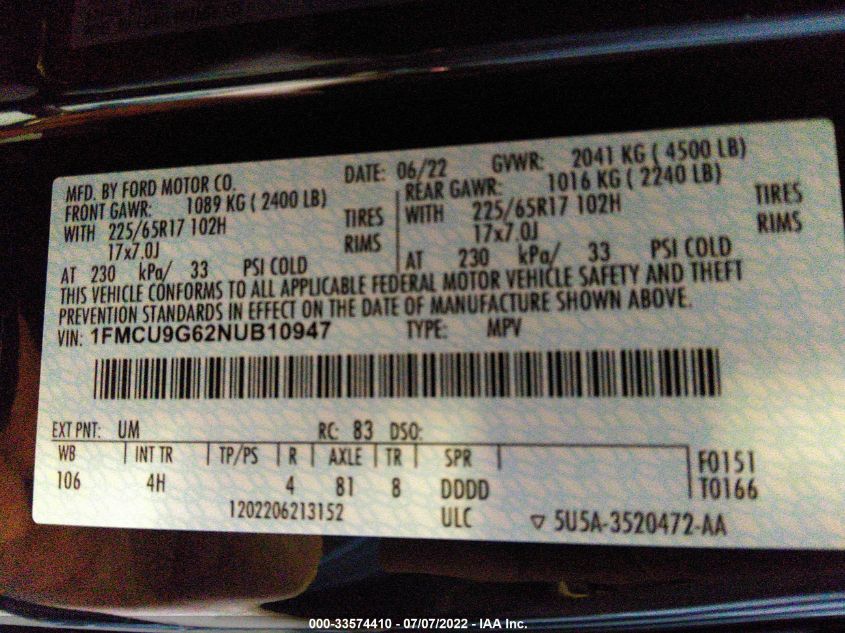 MFD. BY FORD MOTOR CO. DATE: 06/22 GVWR: 2041 KG ( 4500 LB)
FRONT GAWR: 1089 KG ( 2400 LB) REAR GAWR: 1016 KG ( 2240 LB)
WITH 225/65R17 102H TIRES WITH 225/65R17 102H TIRES
17x7.0J RIMS 17x7.0J RIMS
AT 230 kPa/ 33 PSI COLD AT 230 kPa/ 33 PSI COLD
THIS VEHICLE CONFORMS TO ALL APPLICABLE FEDERAL MOTOR VEHICLE SAFETY AND THEFT
PREVENTION STANDARDS IN EFFECT ON THE DATE OF MANUFACTURE SHOWN ABOVE.
VIN: 1FMCU9G62NUB10947 TYPE: MPV
EXT PNT: UM RC: 83 DSO:
WB INT TR TP/PS R AXLE TR SPR F0151
106 4H 4 81 8 DDDD T0166
1202206213152 ULC ▽ 5U5A-3520472-AA
000-33574410 - 07/07/2022 - IAA Inc.